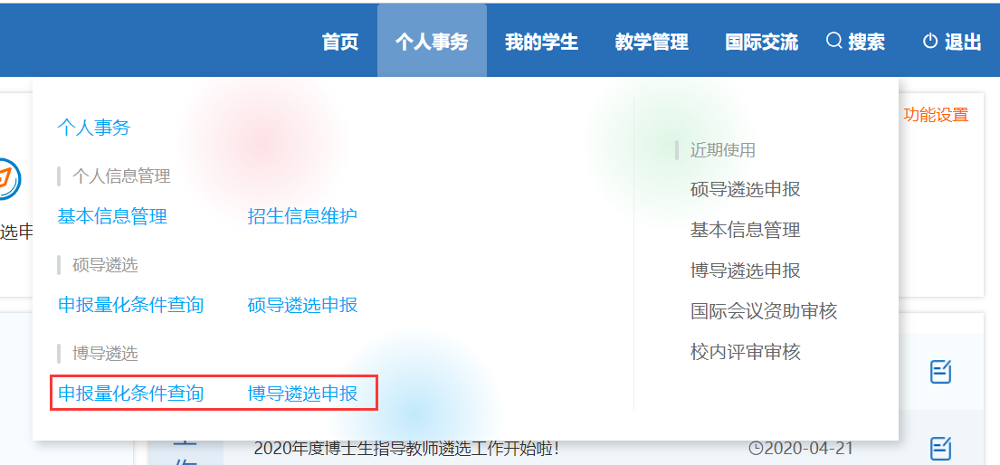 首页 个人事务 我的学生 教学管理 国际交流 搜索 退出
功能设置
个人事务
个人信息管理
基本信息管理 招生信息维护
硕导遴选
申报量化条件查询 硕导遴选申报
博导遴选
申报量化条件查询 博导遴选申报
近期使用
硕导遴选申报
基本信息管理
博导遴选申报
国际会议资助审核
校内评审审核
选申
2020年度博士生指导教师遴选工作开始啦！ 2020-04-21